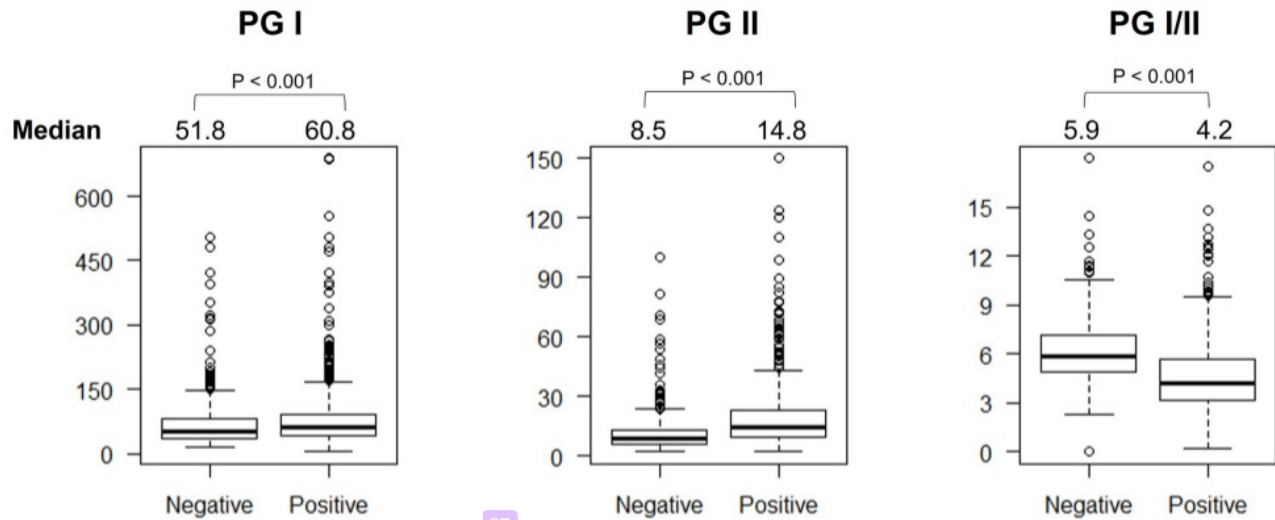 PG I
PG II
PG I/II
P < 0.001
P < 0.001
P < 0.001
Median
51.8
60.8
8.5
14.8
5.9
4.2
600
450
300
150
0
150
120
90
60
30
0
15
12
9
6
3
0
Negative
Positive
Negative
Positive
Negative
Positive